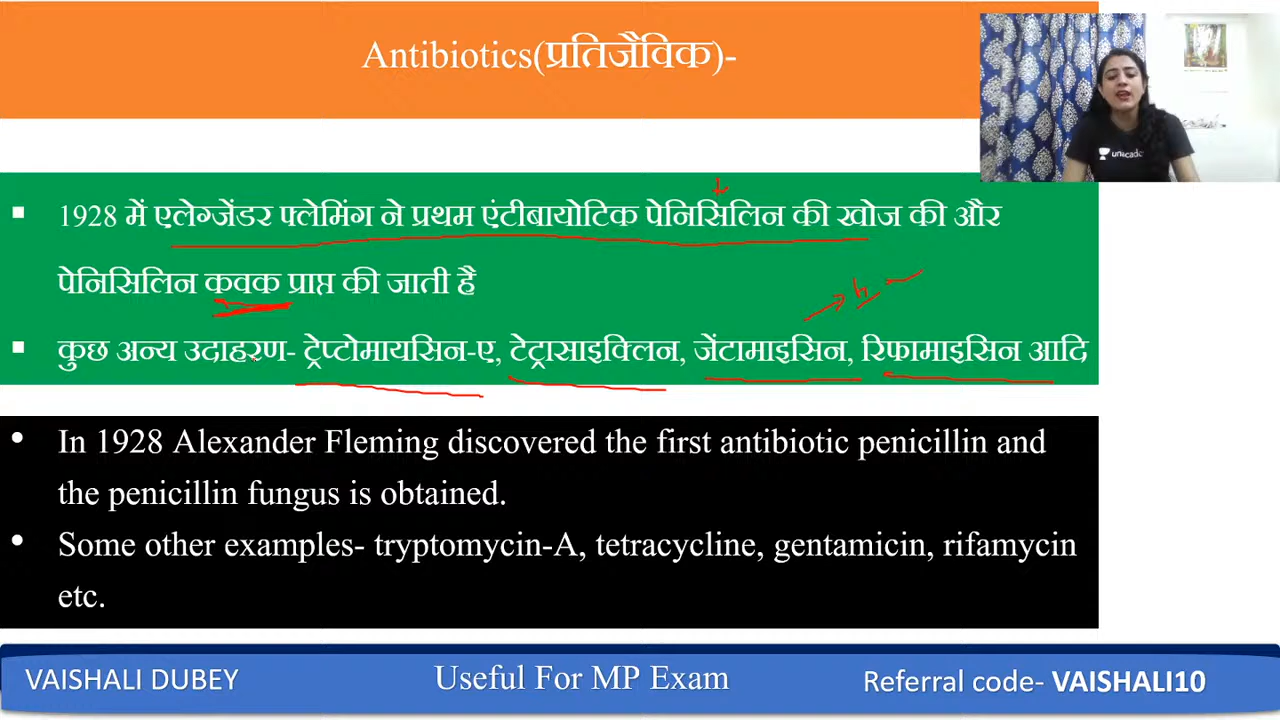 Antibiotics(प्रतिजैविक)-
unacademy
▪ 1928 में एलेग्जेंडर फ्लेमिंग ने प्रथम एंटीबायोटिक पेनिसिलिन की खोज की और
पेनिसिलिन कवक प्राप्त की जाती है
▪ कुछ अन्य उदाहरण- ट्रेप्टोमायसिन-ए, टेट्रासाइक्लिन, जेंटामाइसिन, रिफामाइसिन आदि
• In 1928 Alexander Fleming discovered the first antibiotic penicillin and
the penicillin fungus is obtained.
• Some other examples- tryptomycin-A, tetracycline, gentamicin, rifamycin
etc.
VAISHALI DUBEY
Useful For MP Exam
Referral code- VAISHALI10